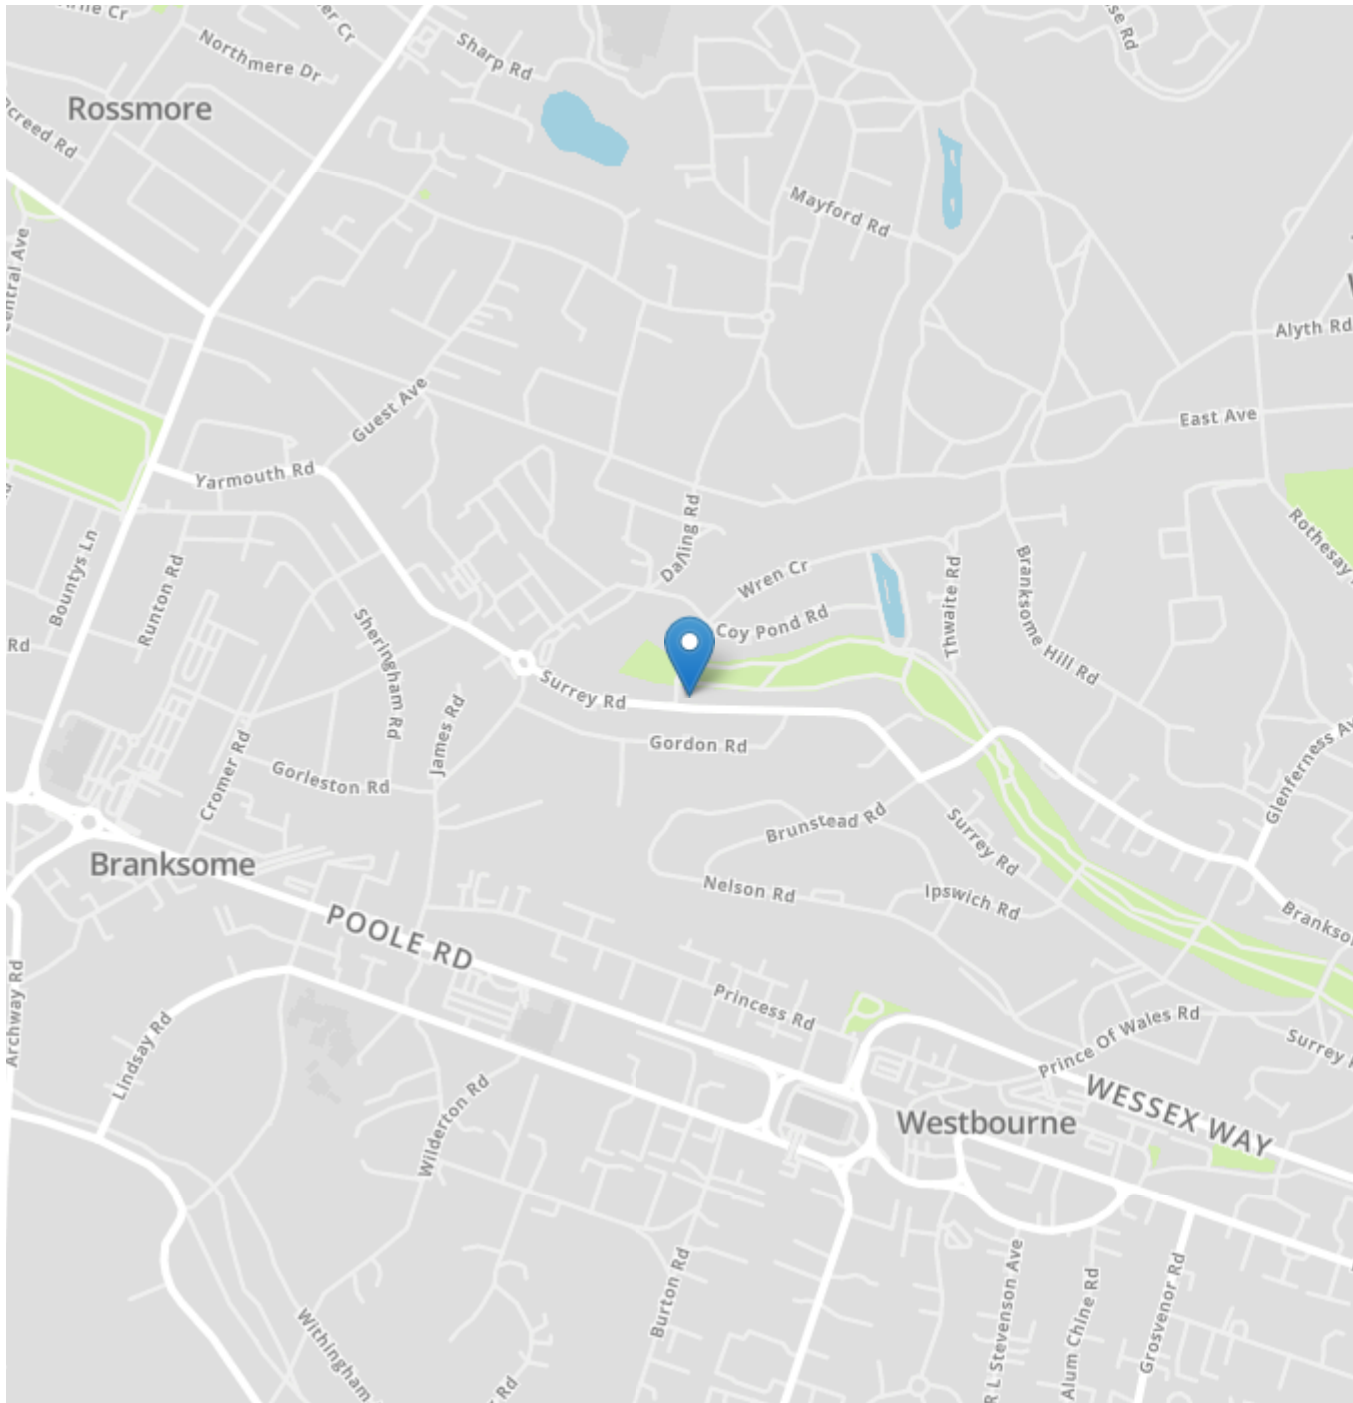 Northmere Dr
Sharp Rd
Rossmore
Mayford Rd
Alyth Rd
Guest Ave
East Ave
Yarmouth Rd
Rothesay
Darling Rd
Bountys Ln
Runton Rd
Wren Cr
Thwaite Rd
Branksome Hill Rd
Coy Pond Rd
Sheringham Rd
Rd
Surrey Rd
James Rd
Gordon Rd
Cromer Rd
Gorleston Rd
Brunstead Rd
Surrey Rd
Branksome
Nelson Rd
Ipswich Rd
POOLE RD
Archway Rd
Princess Rd
Prince Of Wales Rd
Surrey
Lindsay Rd
WESSEX WAY
Wilderton Rd
Westbourne
Burton Rd
R L Stevenson Ave
Alum Chine Rd
Grosvenor Rd
Withingham
Rd